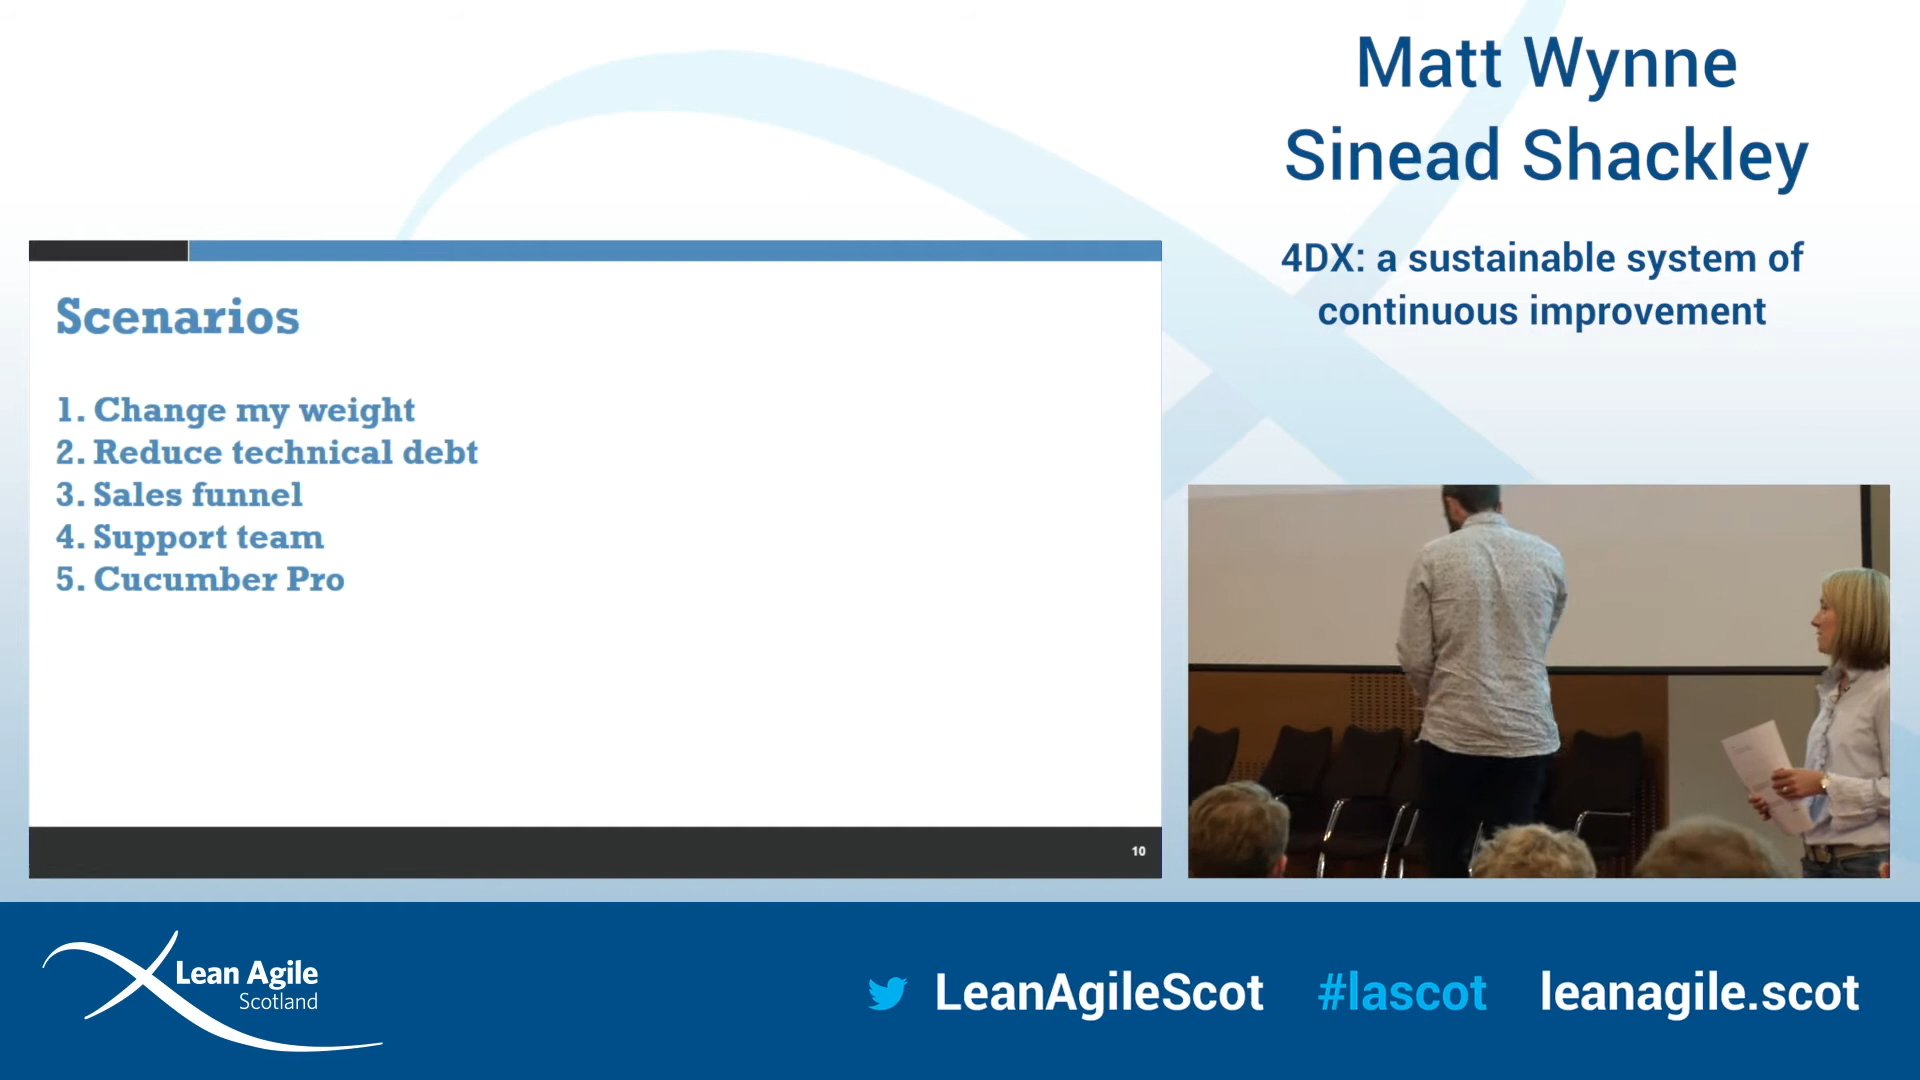 Matt Wynne
Sinead Shackley
4DX: a sustainable system of
continuous improvement
Scenarios
1. Change my weight
2. Reduce technical debt
3. Sales funnel
4. Support team
5. Cucumber Pro
10
Lean Agile
Scotland
LeanAgileScot #lascot leanagile.scot